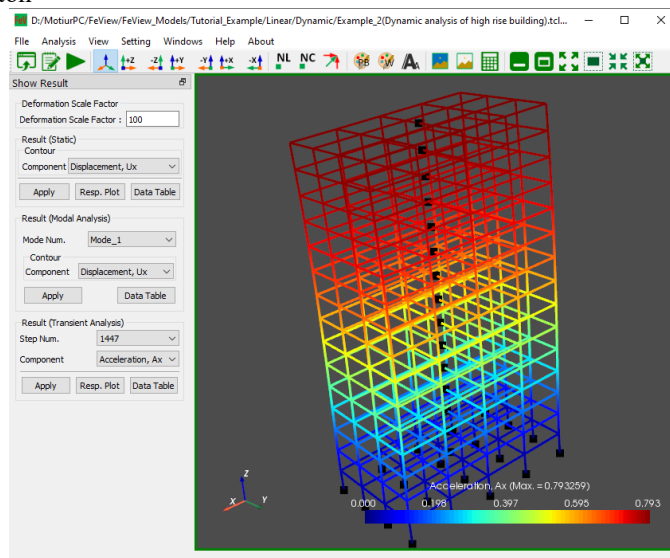 D:/MotiurPC/FeView/FeView_Models/Tutorial_Example/Linear/Dynamic/Example_2(Dynamic analysis of high rise building).tcl...
File Analysis View Setting Windows Help About
+Z -Z +Y -Y +X -X NL NC PB W A
Show Result
Deformation Scale Factor
Deformation Scale Factor : 100
Result (Static)
Contour
Component Displacement, Ux
Apply Resp. Plot Data Table
Result (Modal Analysis)
Mode Num. Mode_1
Contour
Component Displacement, Ux
Apply Data Table
Result (Transient Analysis)
Step Num. 1447
Component Acceleration, Ax
Apply Resp. Plot Data Table
Z
X Y
Acceleration, Ax (Max. = 0.793259)
0.000 0.198 0.397 0.595 0.793